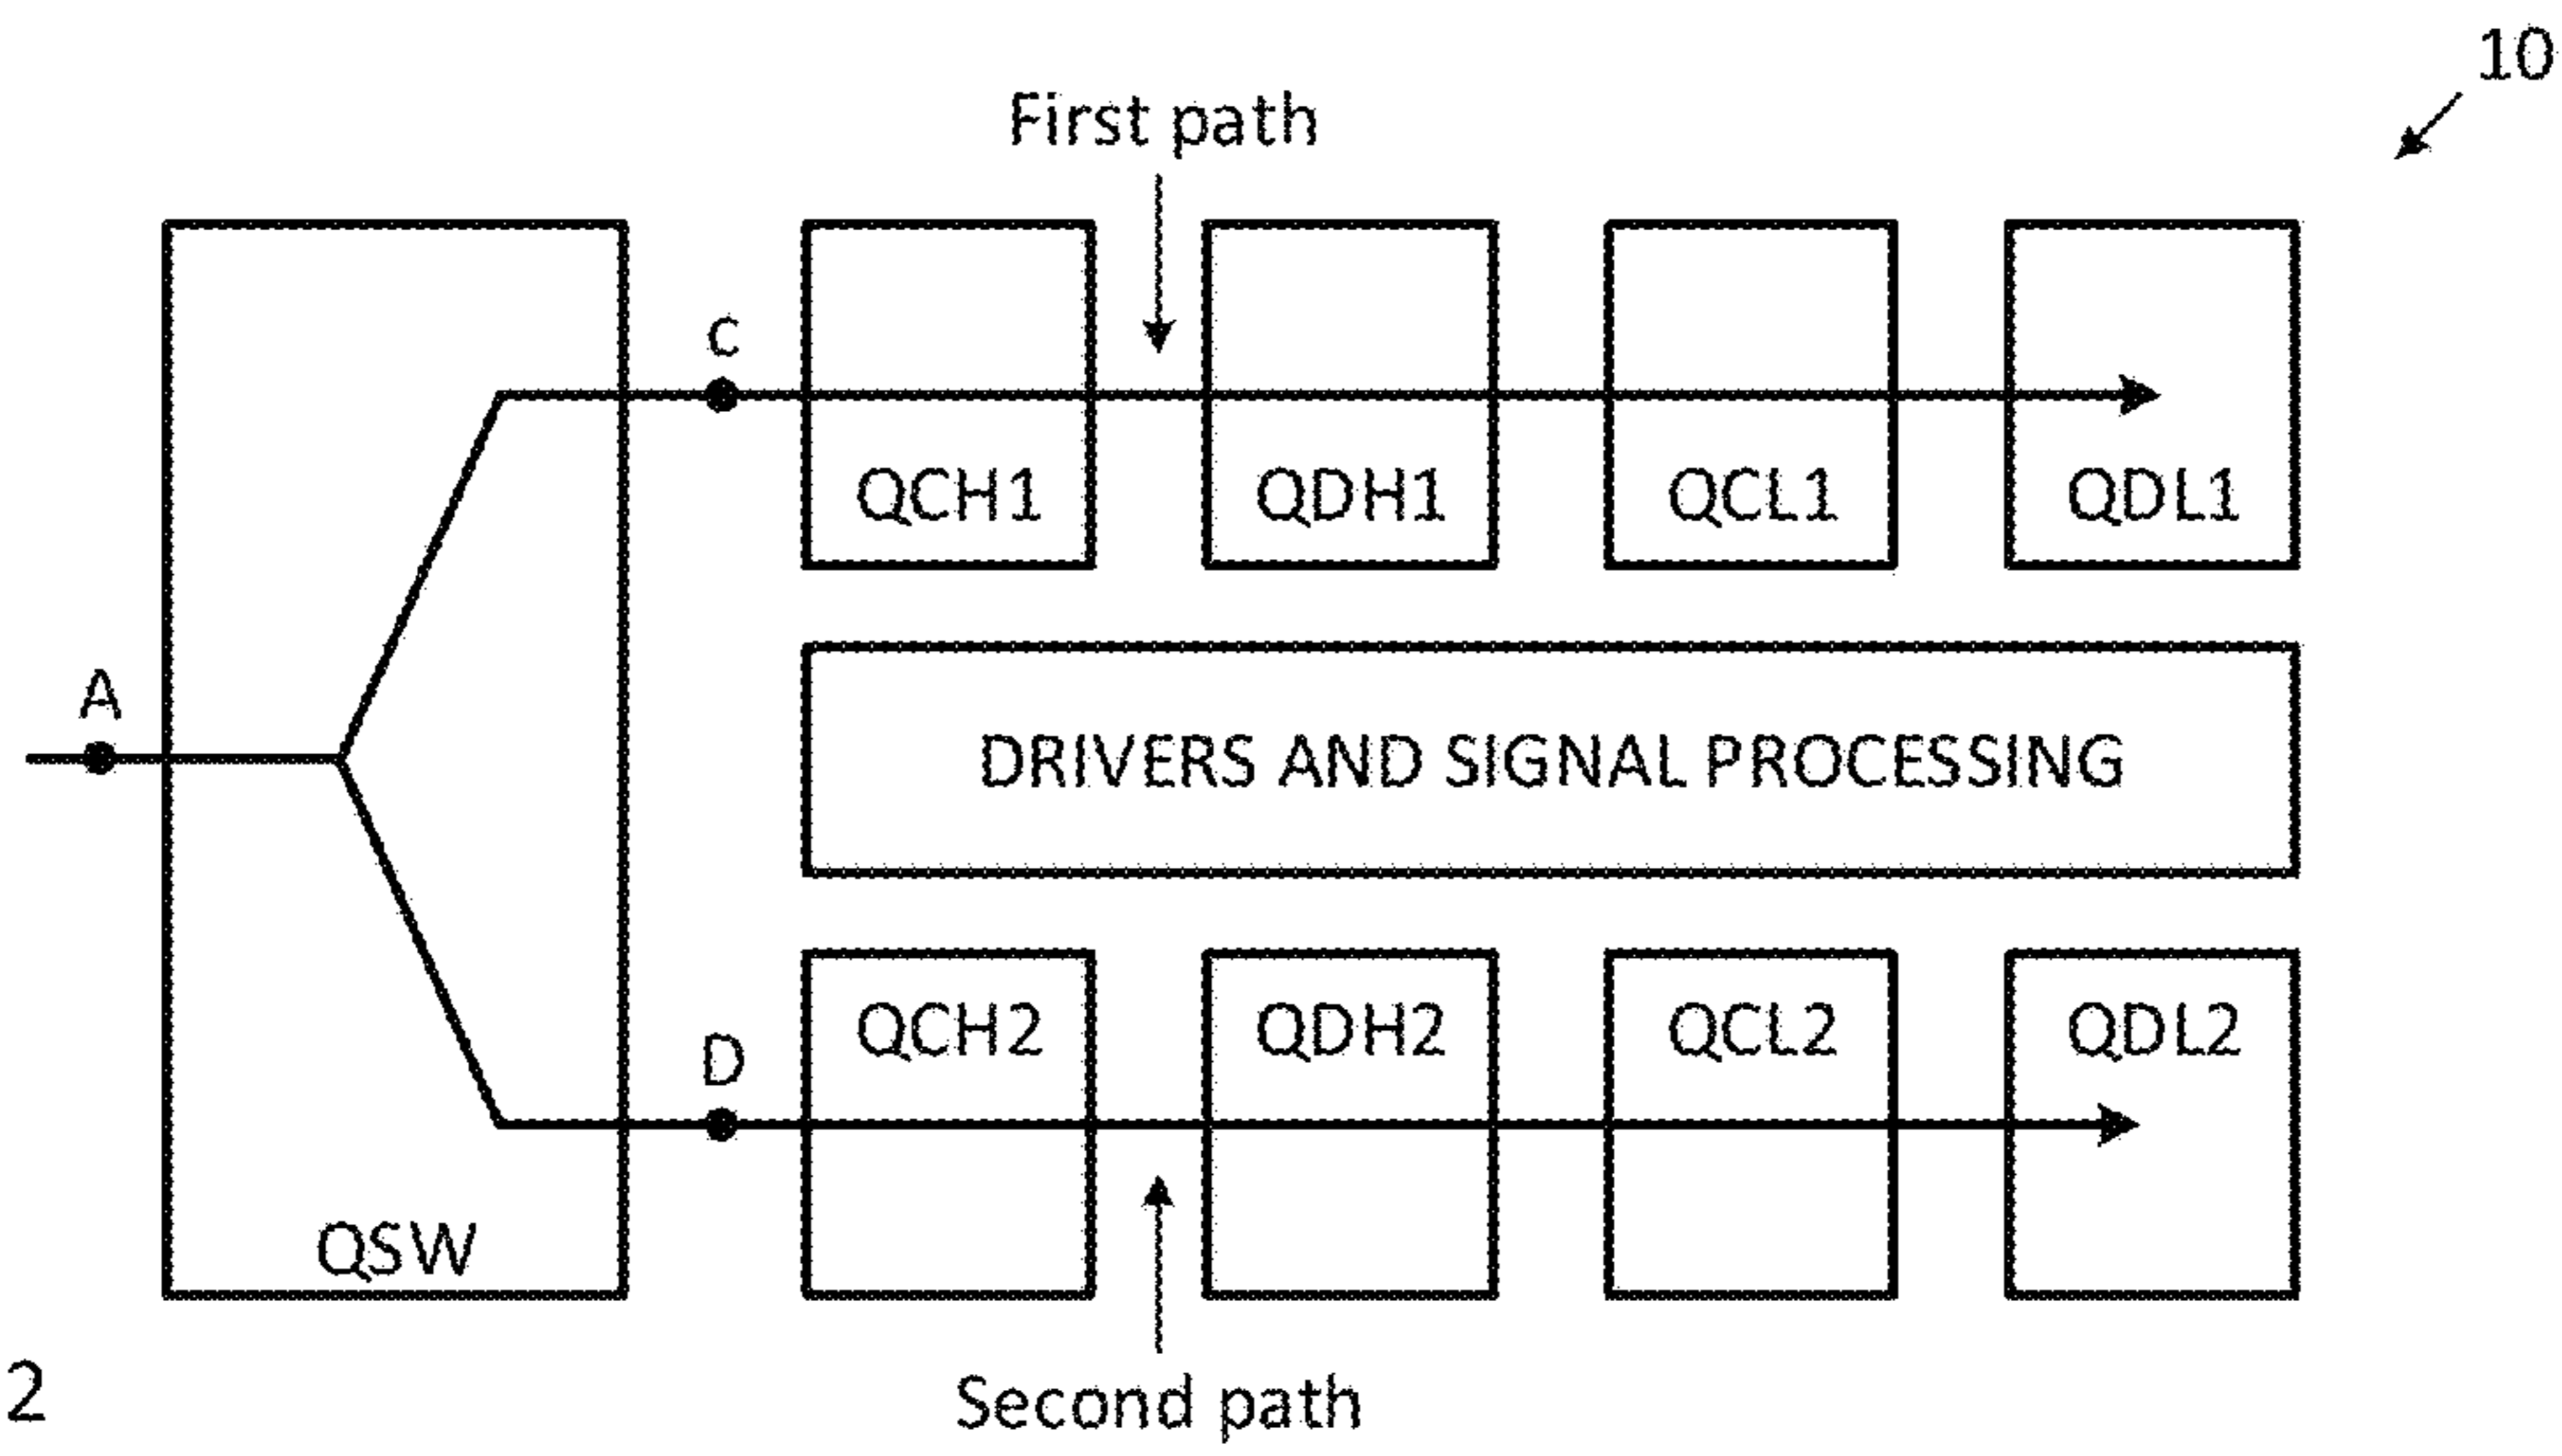 10
First path
C
QCH1 QDH1 QCL1 QDL1
A
DRIVERS AND SIGNAL PROCESSING
D
QCH2 QDH2 QCL2 QDL2
QSW
2
Second path